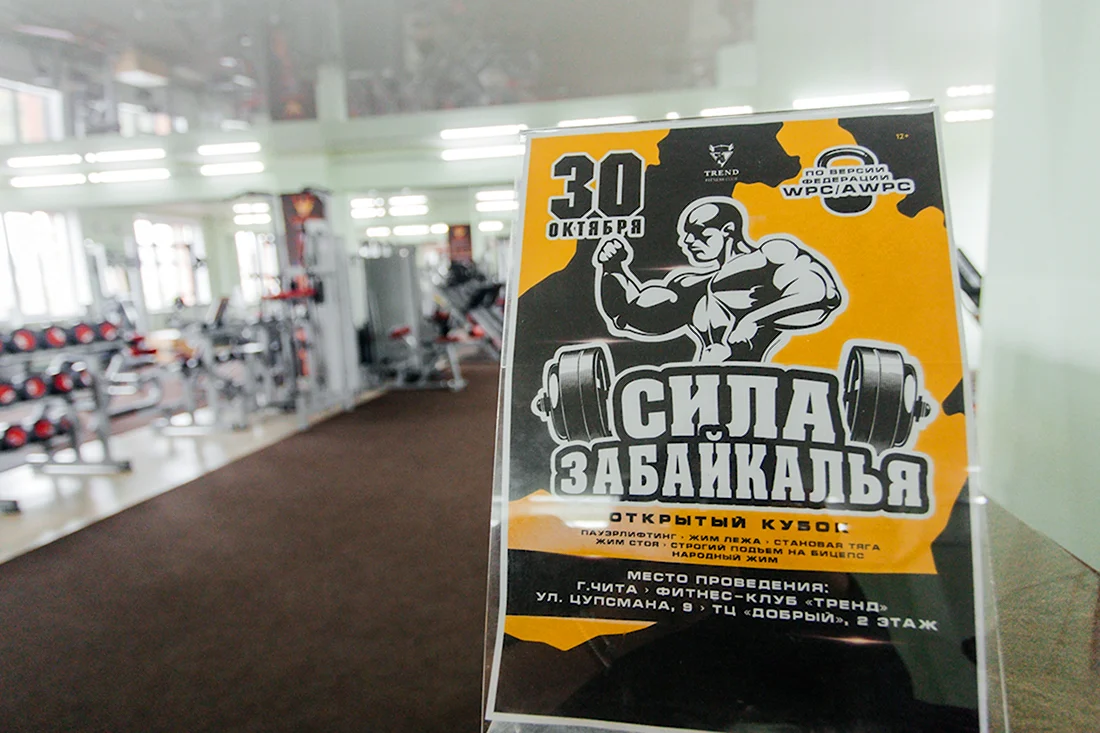 30
ОКТЯБРЯ
TREND
12+
ПО ВЕРСИИ
ФЕДЕРАЦИИ
WPC/AWPC
СИЛА
ЗАБАЙКАЛЬЯ
ОТКРЫТЫЙ КУБОК
ПАУЭРЛИФТИНГ › ЖИМ ЛЕЖА › СТАНОВАЯ ТЯГА
ЖИМ СТОЯ › СТРОГИЙ ПОДЪЕМ НА БИЦЕПС
НАРОДНЫЙ ЖИМ
МЕСТО ПРОВЕДЕНИЯ:
Г.ЧИТА › ФИТНЕС-КЛУБ «ТРЕНД»
УЛ. ЦУПСМАНА, 9 › ТЦ «ДОБРЫЙ», 2 ЭТАЖ